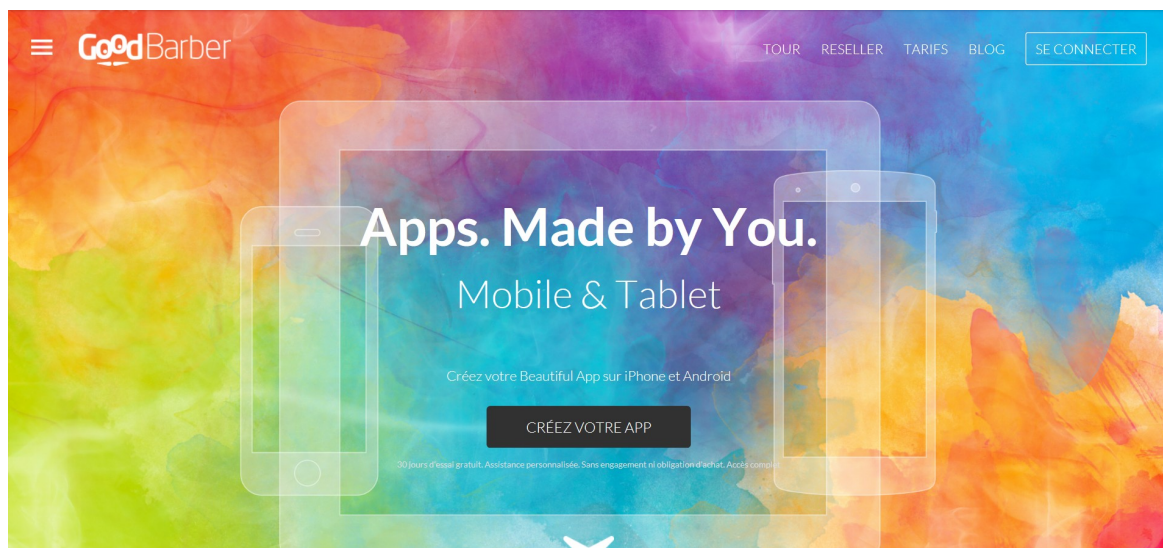 GoodBarber
TOUR RESELLER TARIFS BLOG SE CONNECTER
Apps. Made by You.
Mobile & Tablet
Créez votre Beautiful App sur iPhone et Android
CRÉEZ VOTRE APP
30 jours d'essai gratuit. Assistance personnalisée. Sans engagement ni obligation d'achat. Accès complet